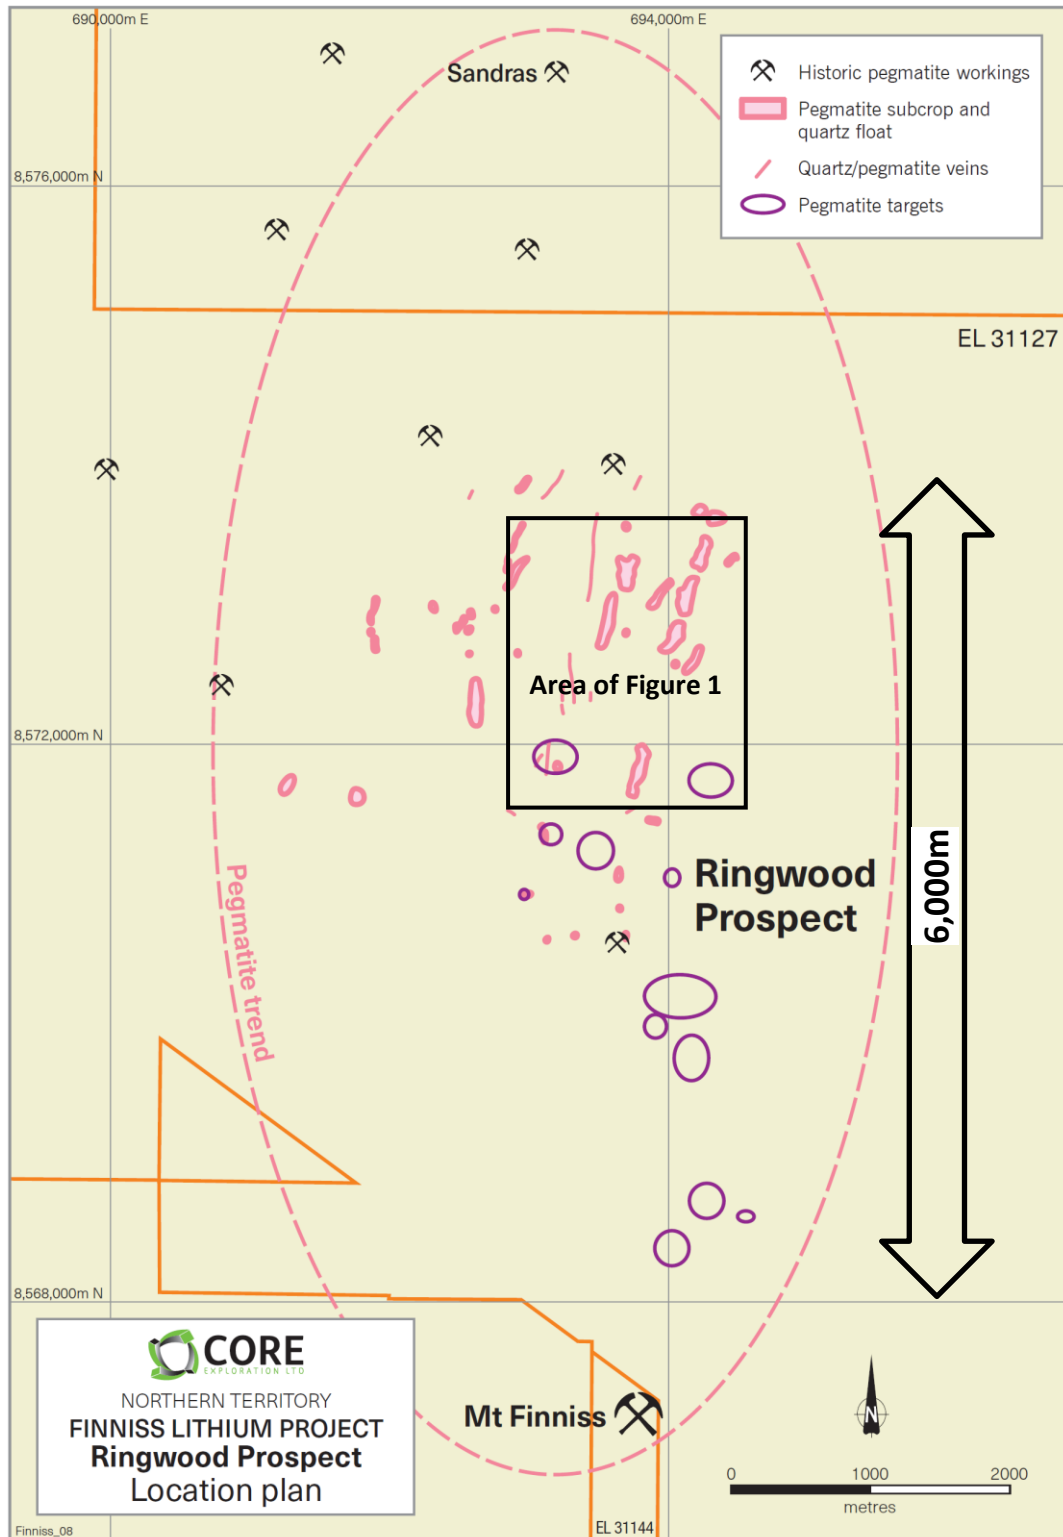 690,000m E
694,000m E
Sandras
Historic pegmatite workings
Pegmatite subcrop and
quartz float
Quartz/pegmatite veins
Pegmatite targets
8,576,000m N
EL 31127
Area of Figure 1
8,572,000m N
Ringwood
Prospect
6,000m
Pegmatite trend
8,568,000m N
CORE
EXPLORATION LTD
NORTHERN TERRITORY
FINNISS LITHIUM PROJECT
Ringwood Prospect
Location plan
Mt Finniss
N
0 1000 2000
metres
Finniss_08
EL 31144